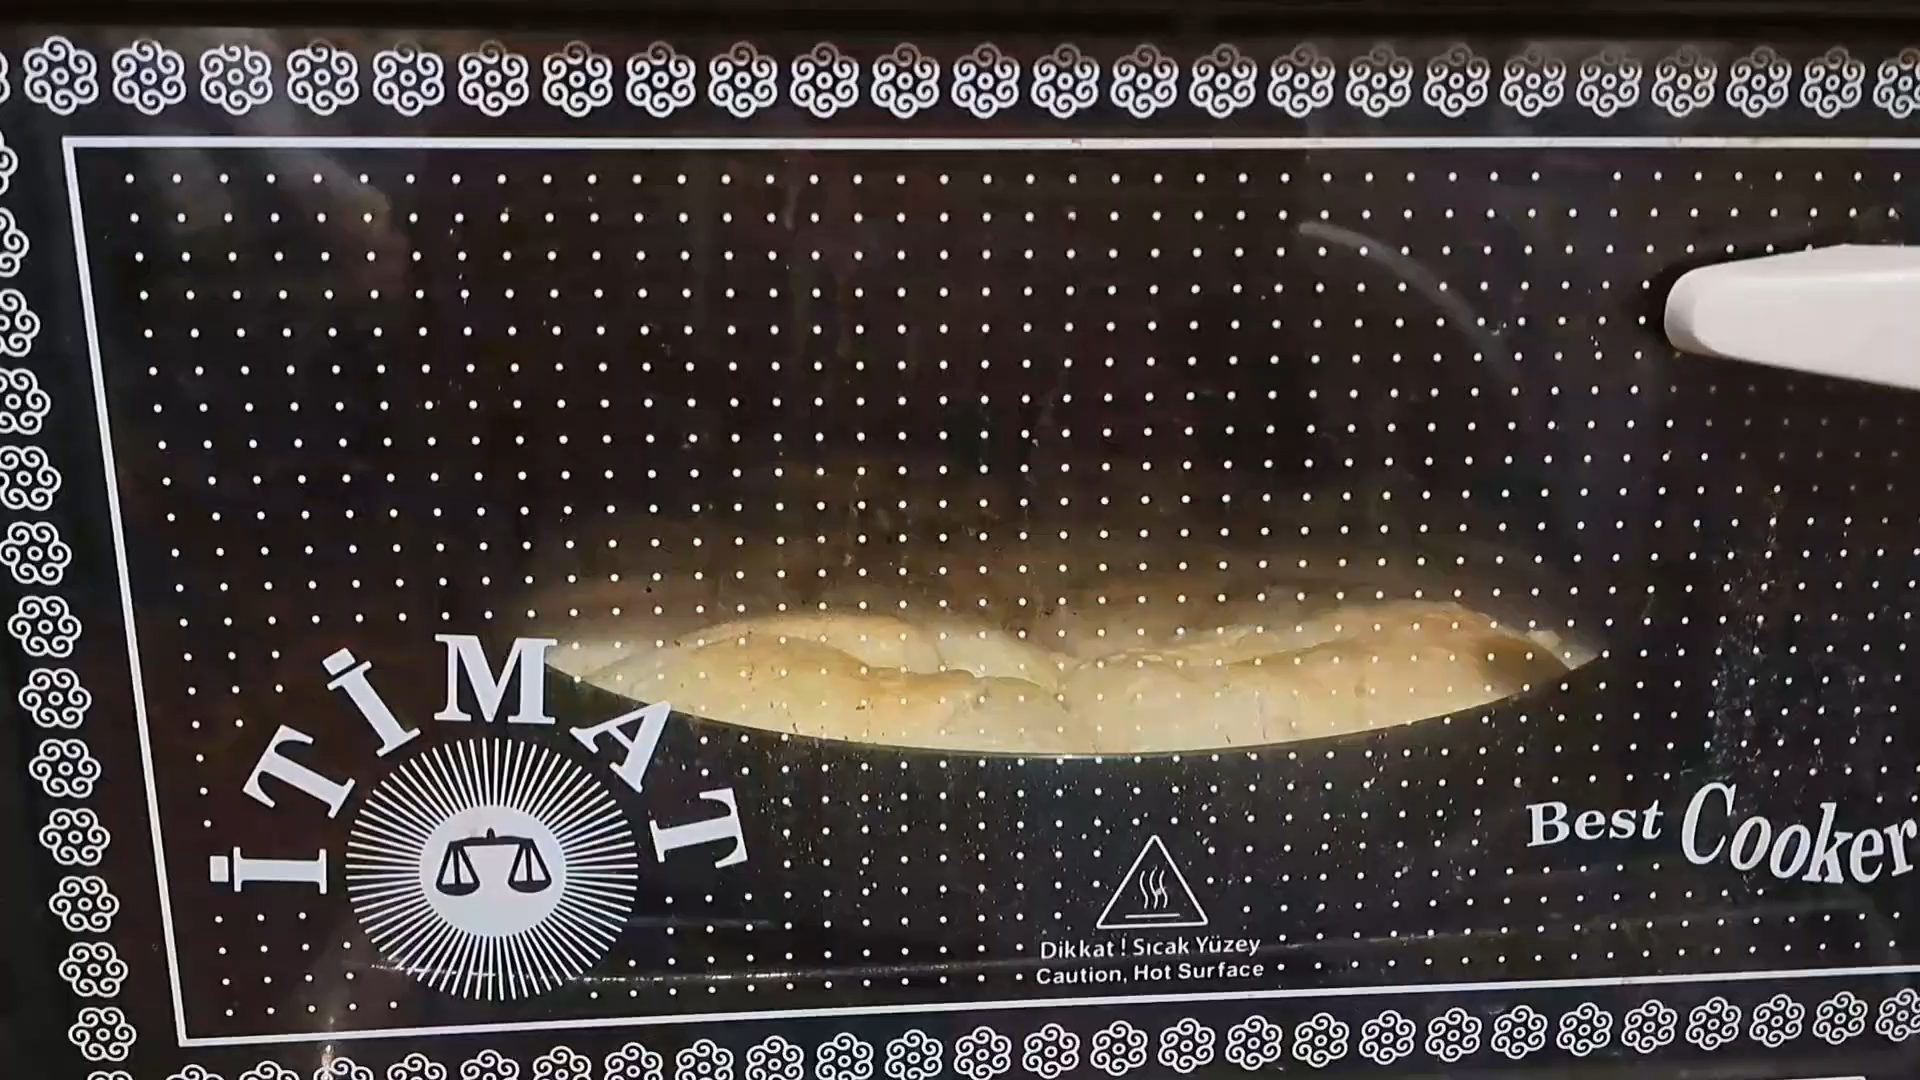 İTİMAT
Best Cooker
Dikkat ! Sıcak Yüzey
Caution, Hot Surface